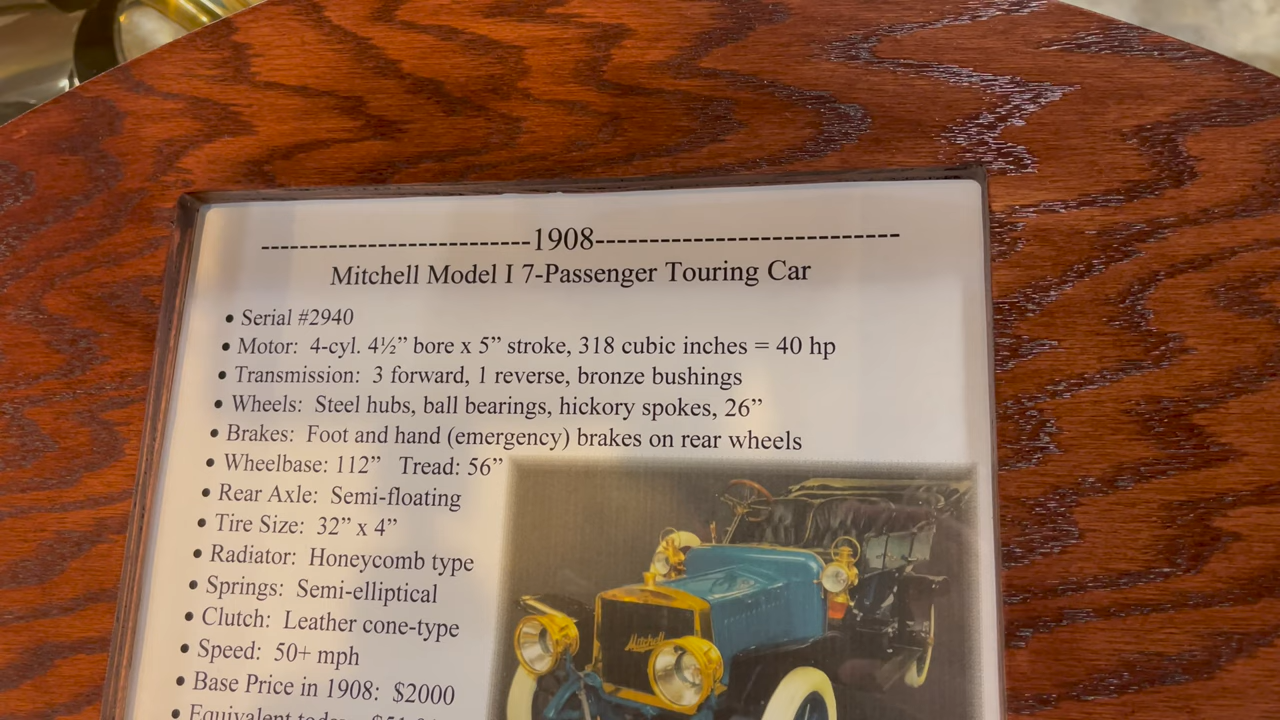 ---------------------------1908-------------------------------
Mitchell Model I 7-Passenger Touring Car
• Serial #2940
• Motor: 4-cyl. 4½” bore x 5” stroke, 318 cubic inches = 40 hp
• Transmission: 3 forward, 1 reverse, bronze bushings
• Wheels: Steel hubs, ball bearings, hickory spokes, 26”
• Brakes: Foot and hand (emergency) brakes on rear wheels
• Wheelbase: 112” Tread: 56”
• Rear Axle: Semi-floating
• Tire Size: 32” x 4”
• Radiator: Honeycomb type
• Springs: Semi-elliptical
• Clutch: Leather cone-type
• Speed: 50+ mph
• Base Price in 1908: $2000
• Equivalent
Mitchell